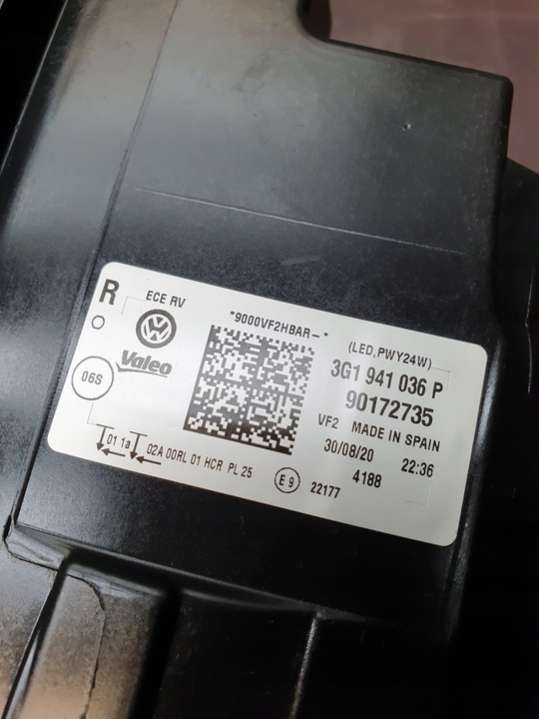 R
ECE RV
*9000VF2HBAR-*
(LED,PWY24W)
Valeo
3G1 941 036 P
90172735
06S
VF2 MADE IN SPAIN
30/08/20 22:36
4188
01 1a 02A 00RL 01 HCR PL 25
E9 22177